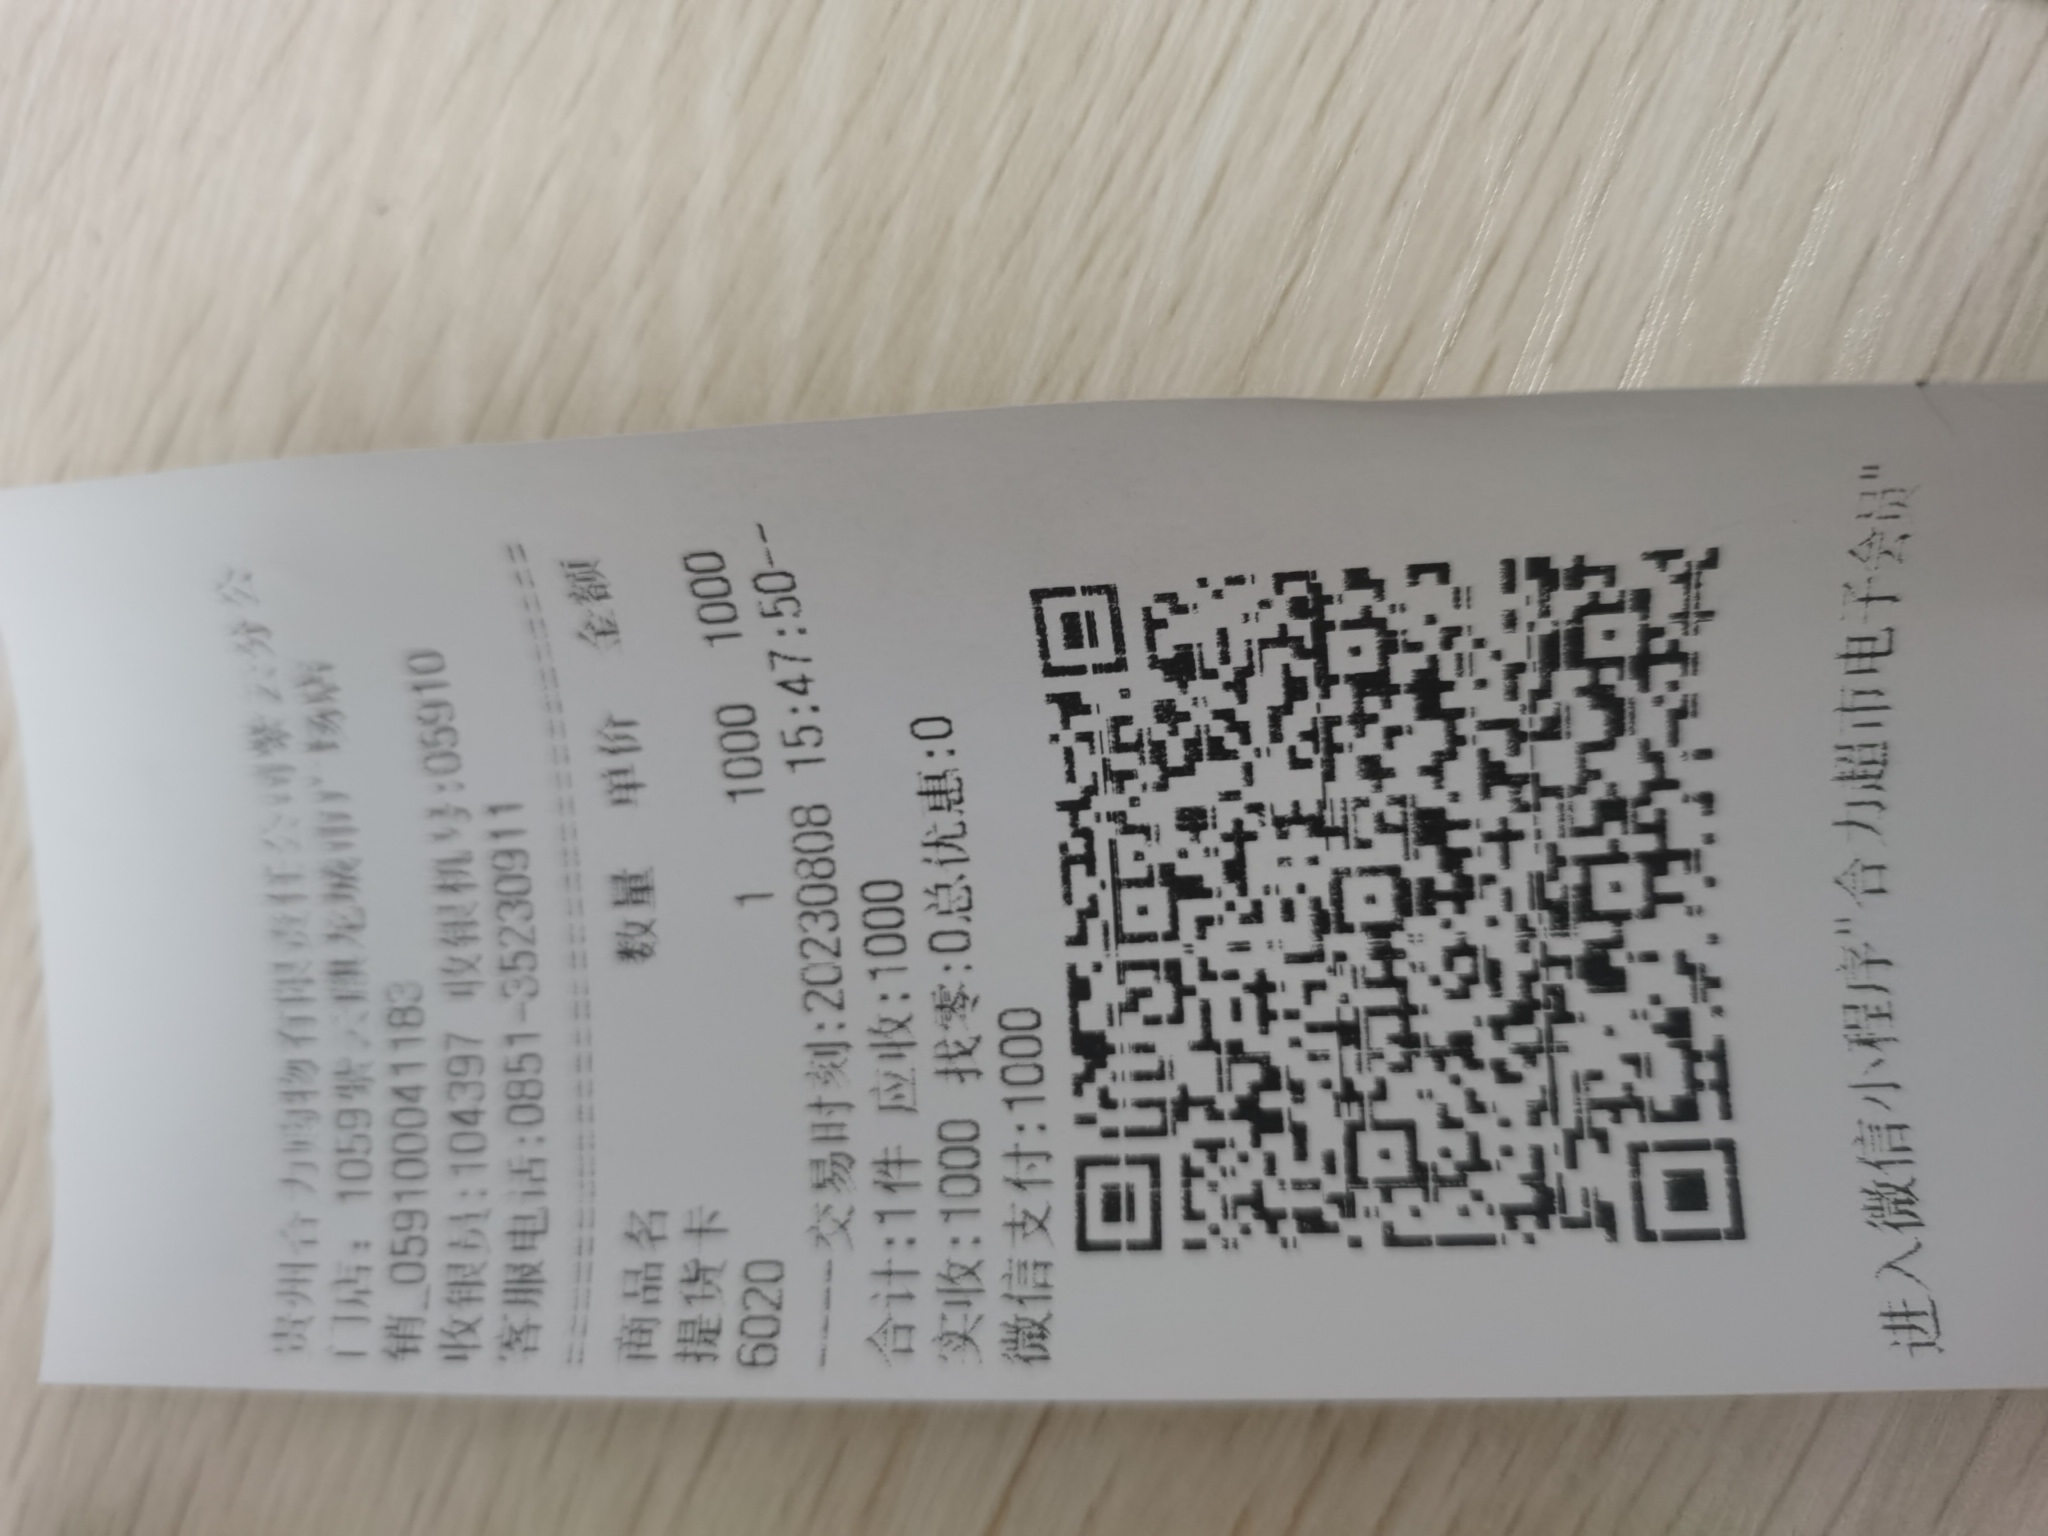 贵州合力购物有限责任公司紫云分公
门店: 1059紫云麒龙城市广场店
销_05910004 1183
收银员:104397 收银机号:05910
客服电话:0851-35230911
==============================
商品名 数量 单价 金额
提货卡
6020 1 1000 1000
-----交易时刻:20230808 15:47:50---
合计:1件 应收:1000
实收:1000 找零:0总优惠:0
微信支付:1000
进入微信小程序"合力超市电子会员"